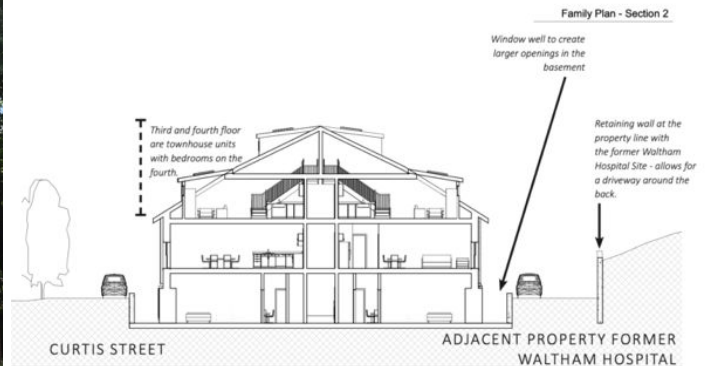 Family Plan - Section 2
Window well to create
larger openings in the
basement
Third and fourth floor
are townhouse units
with bedrooms on the
fourth.
Retaining wall at the
property line with
the former Waltham
Hospital Site - allows for
a driveway around the
back.
CURTIS STREET
ADJACENT PROPERTY FORMER
WALTHAM HOSPITAL